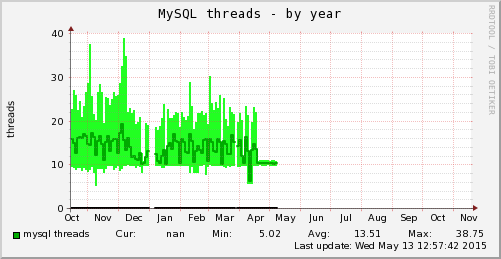 MySQL threads - by year
RRDTOOL / TOBI OETIKER
threads
40
30
20
10
0
Oct Nov Dec Jan Feb Mar Apr May Jun Jul Aug Sep Oct Nov
mysql threads Cur: nan Min: 5.02 Avg: 13.51 Max: 38.75
Last update: Wed May 13 12:57:42 2015